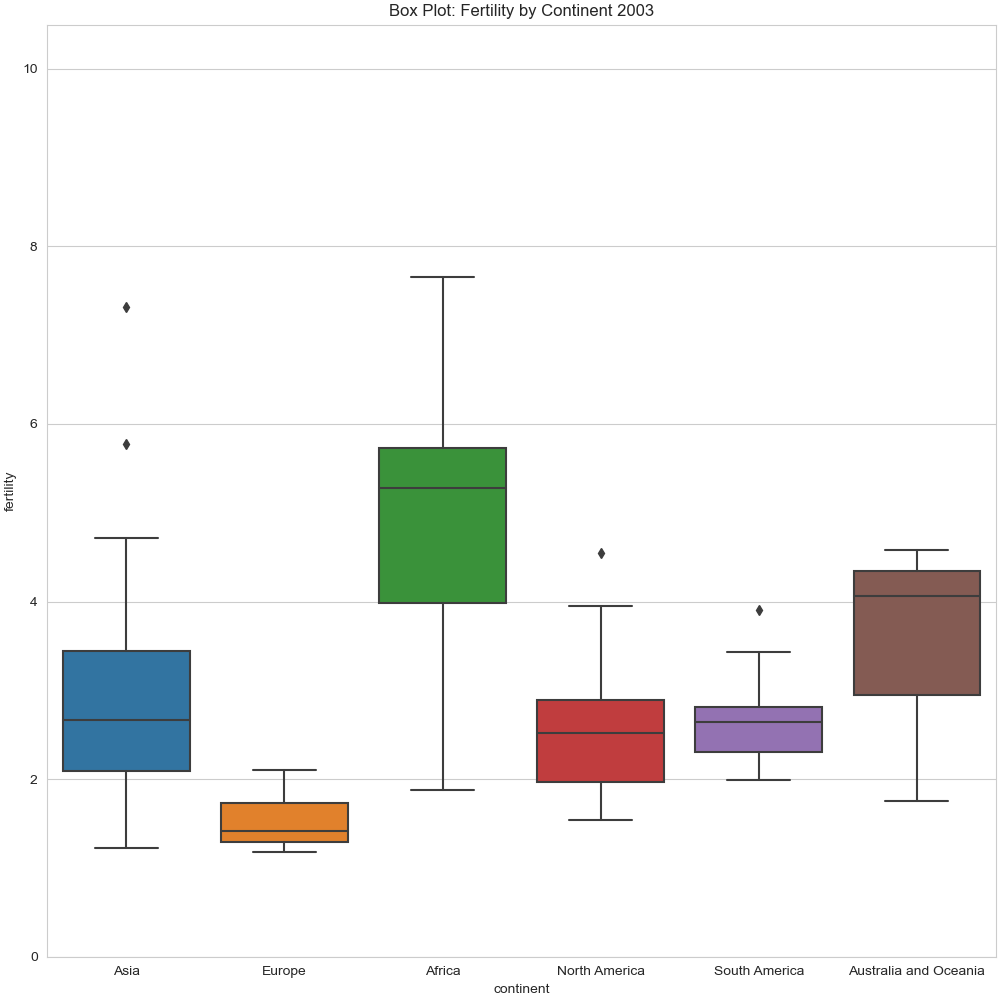 Box Plot: Fertility by Continent 2003
10
8
6
4
2
0
fertility
Asia
Europe
Africa
North America
South America
Australia and Oceania
continent